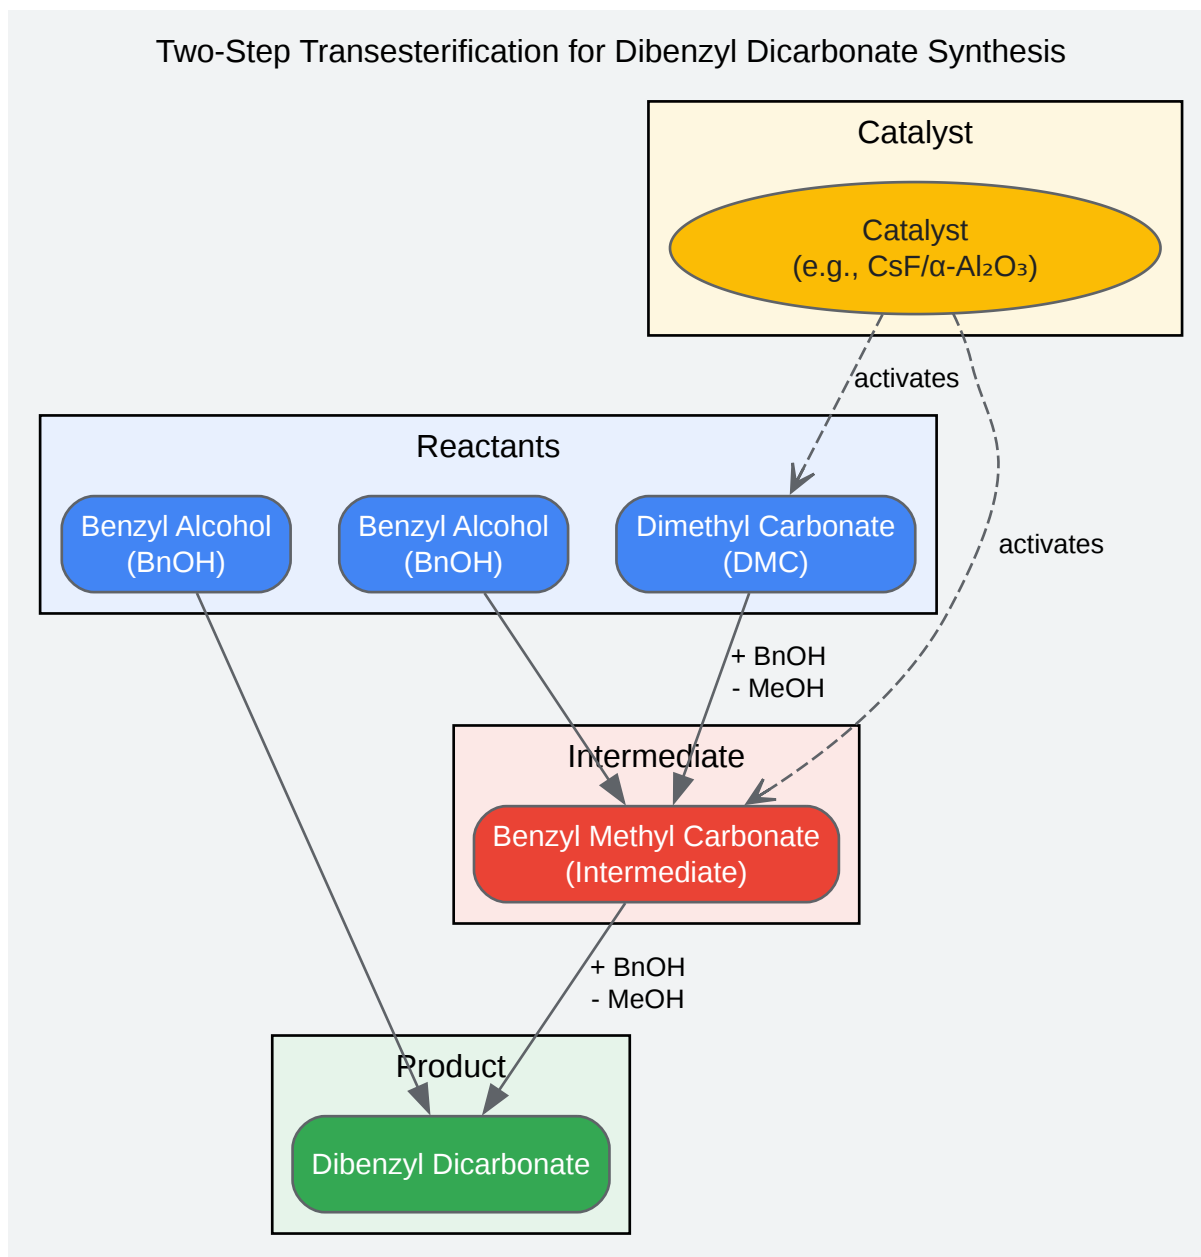 Two-Step Transesterification for Dibenzyl Dicarbonate Synthesis
Catalyst
Catalyst
(e.g., CsF/α-Al₂O₃)
activates
Reactants
Benzyl Alcohol
(BnOH)
Benzyl Alcohol
(BnOH)
Dimethyl Carbonate
(DMC)
activates
+ BnOH
- MeOH
Intermediate
Benzyl Methyl Carbonate
(Intermediate)
+ BnOH
- MeOH
Product
Dibenzyl Dicarbonate